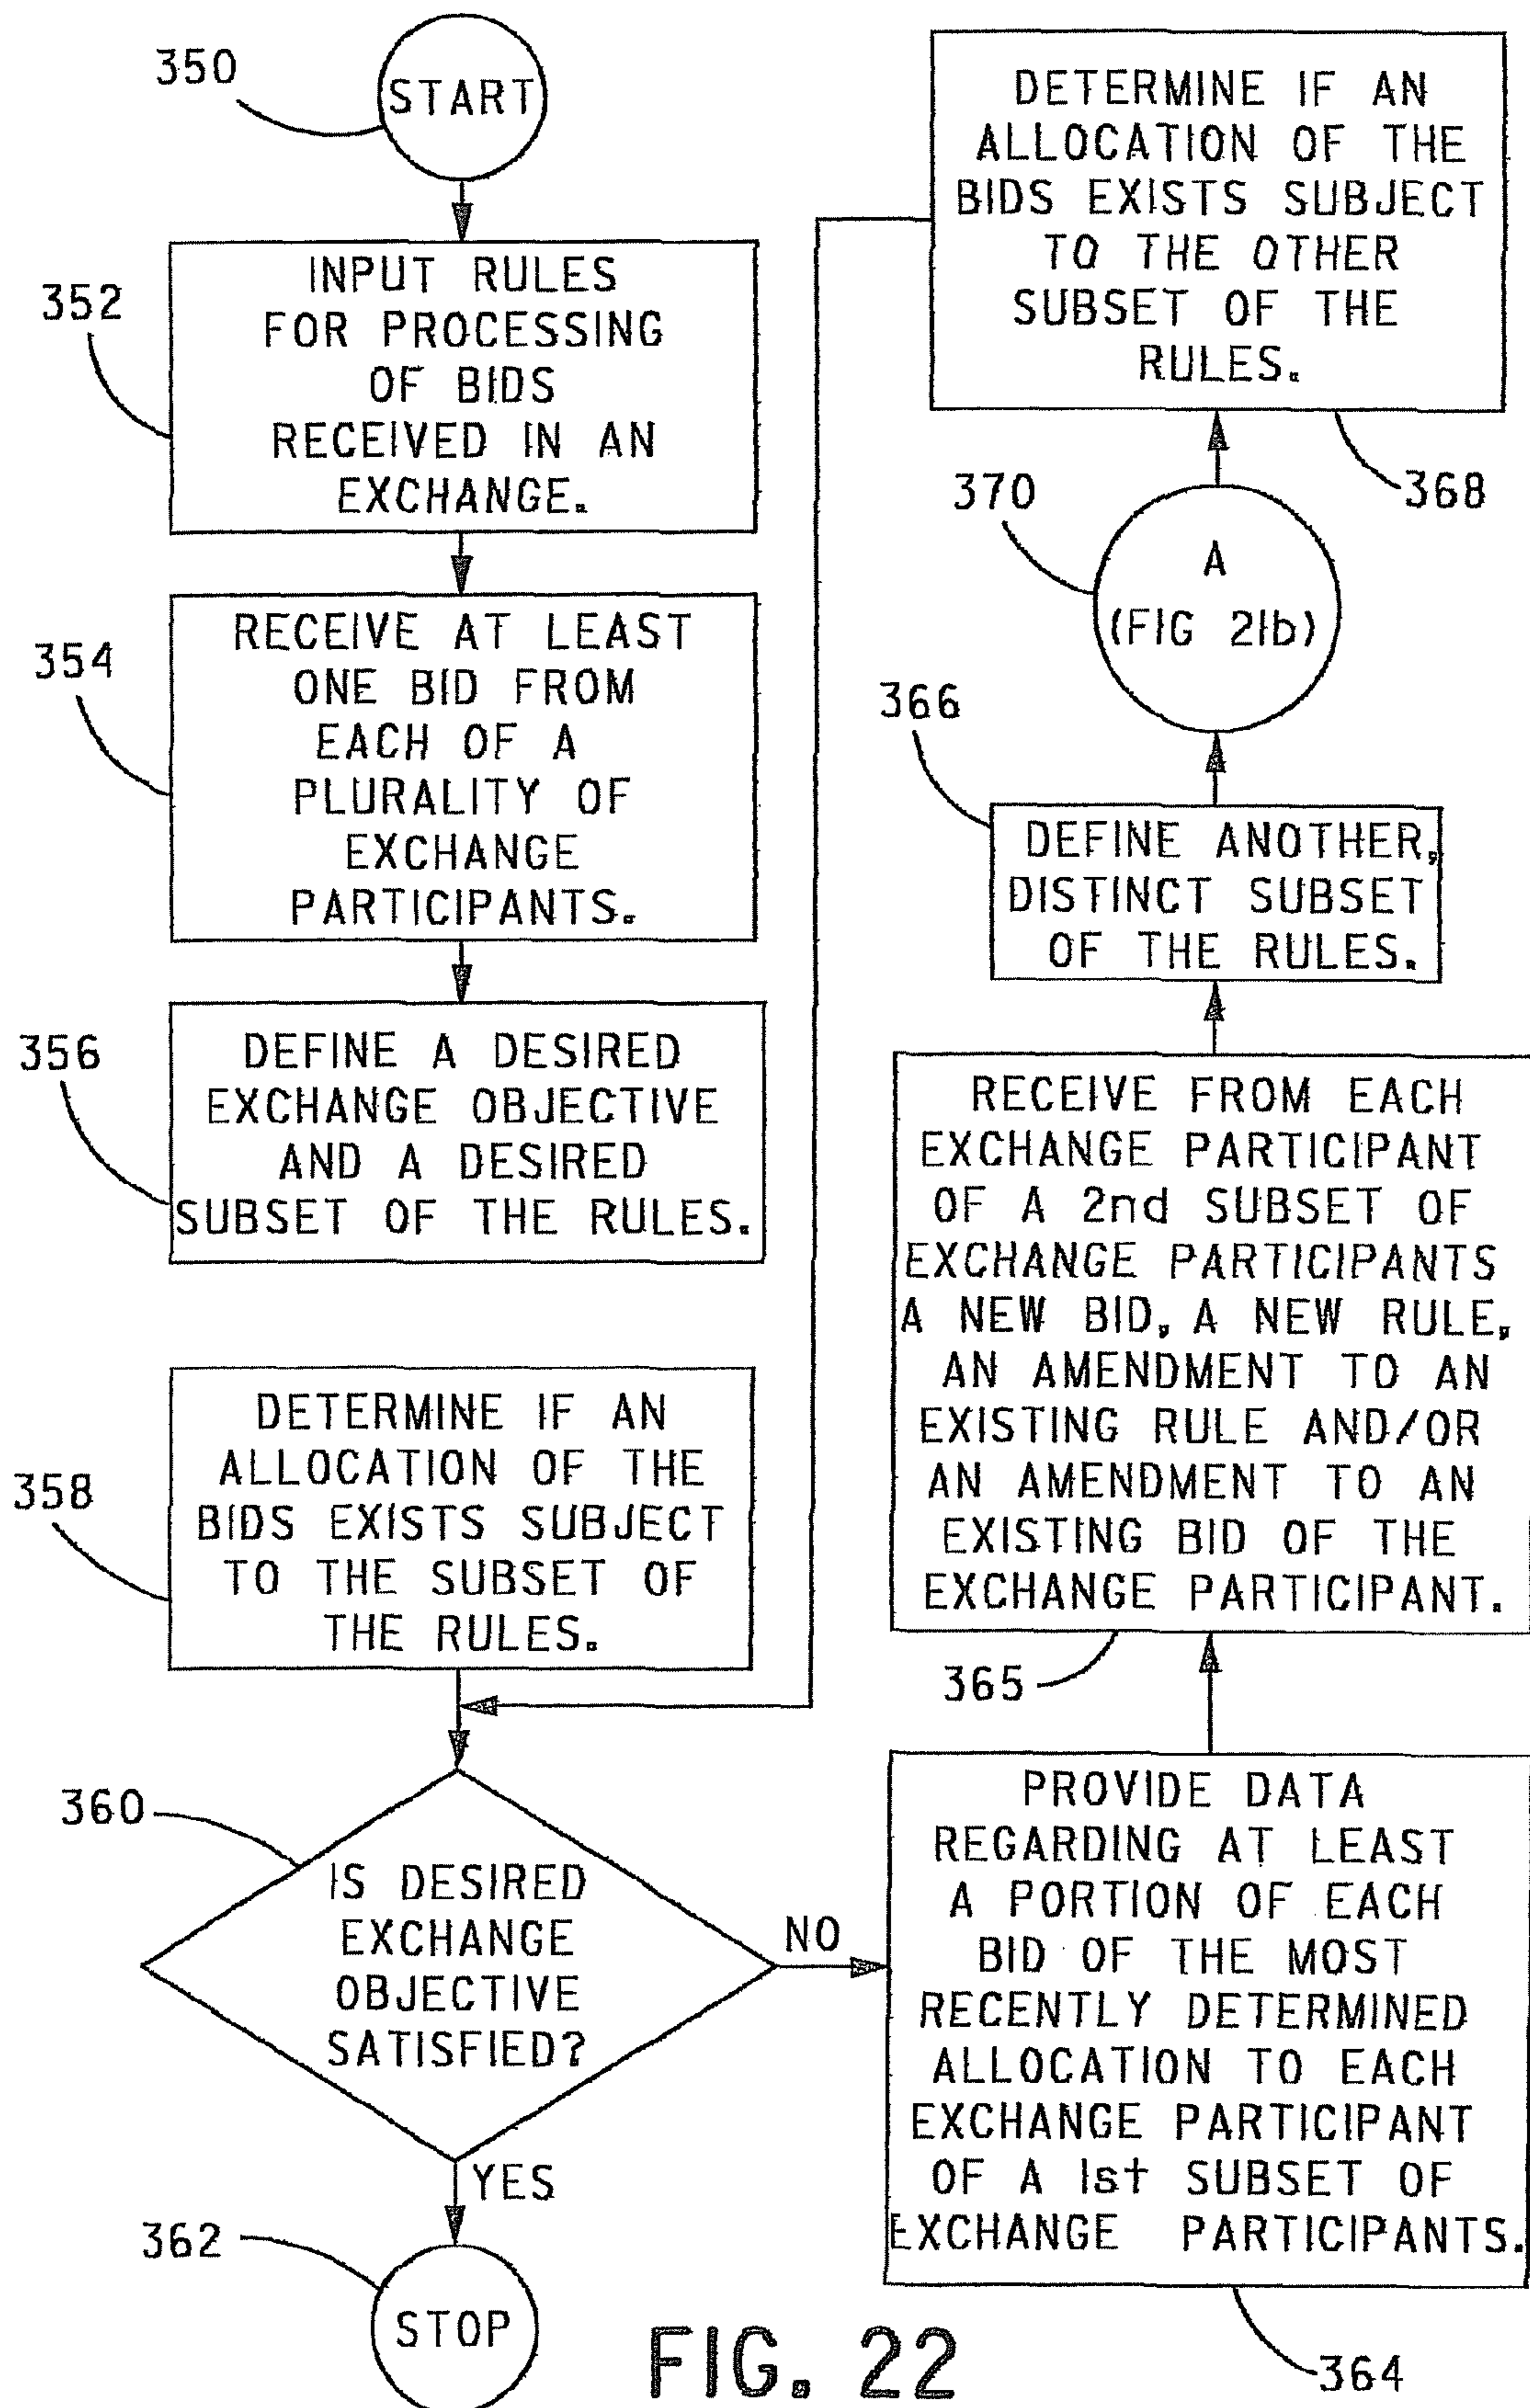 350
START
352
INPUT RULES
FOR PROCESSING
OF BIDS
RECEIVED IN AN
EXCHANGE.
354
RECEIVE AT LEAST
ONE BID FROM
EACH OF A
PLURALITY OF
EXCHANGE
PARTICIPANTS.
356
DEFINE A DESIRED
EXCHANGE OBJECTIVE
AND A DESIRED
SUBSET OF THE RULES.
358
DETERMINE IF AN
ALLOCATION OF THE
BIDS EXISTS SUBJECT
TO THE SUBSET OF
THE RULES.
360
IS DESIRED
EXCHANGE
OBJECTIVE
SATISFIED?
NO
YES
362
STOP
DETERMINE IF AN
ALLOCATION OF THE
BIDS EXISTS SUBJECT
TO THE OTHER
SUBSET OF THE
RULES.
368
370
A
(FIG 21b)
366
DEFINE ANOTHER,
DISTINCT SUBSET
OF THE RULES.
RECEIVE FROM EACH
EXCHANGE PARTICIPANT
OF A 2nd SUBSET OF
EXCHANGE PARTICIPANTS
A NEW BID, A NEW RULE,
AN AMENDMENT TO AN
EXISTING RULE AND/OR
AN AMENDMENT TO AN
EXISTING BID OF THE
EXCHANGE PARTICIPANT.
365
PROVIDE DATA
REGARDING AT LEAST
A PORTION OF EACH
BID OF THE MOST
RECENTLY DETERMINED
ALLOCATION TO EACH
EXCHANGE PARTICIPANT
OF A 1st SUBSET OF
EXCHANGE PARTICIPANTS.
364
FIG. 22